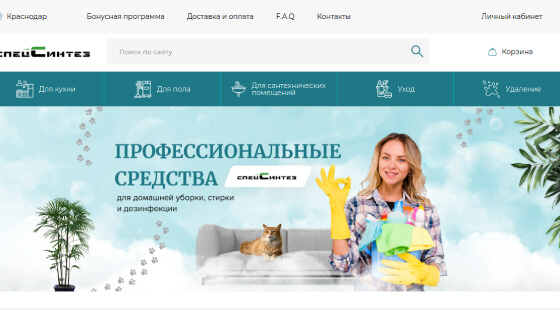 Краснодар
Бонусная программа
Доставка и оплата
F.A.Q
Контакты
Личный кабинет
СПЕЦСИНТЕЗ
Поиск по сайту
Корзина
Для кухни
Для пола
Для сантехнических
помещений
Уход
Удаление
ПРОФЕССИОНАЛЬНЫЕ
СРЕДСТВА СПЕЦСИНТЕЗ
для домашней уборки, стирки
и дезинфекции